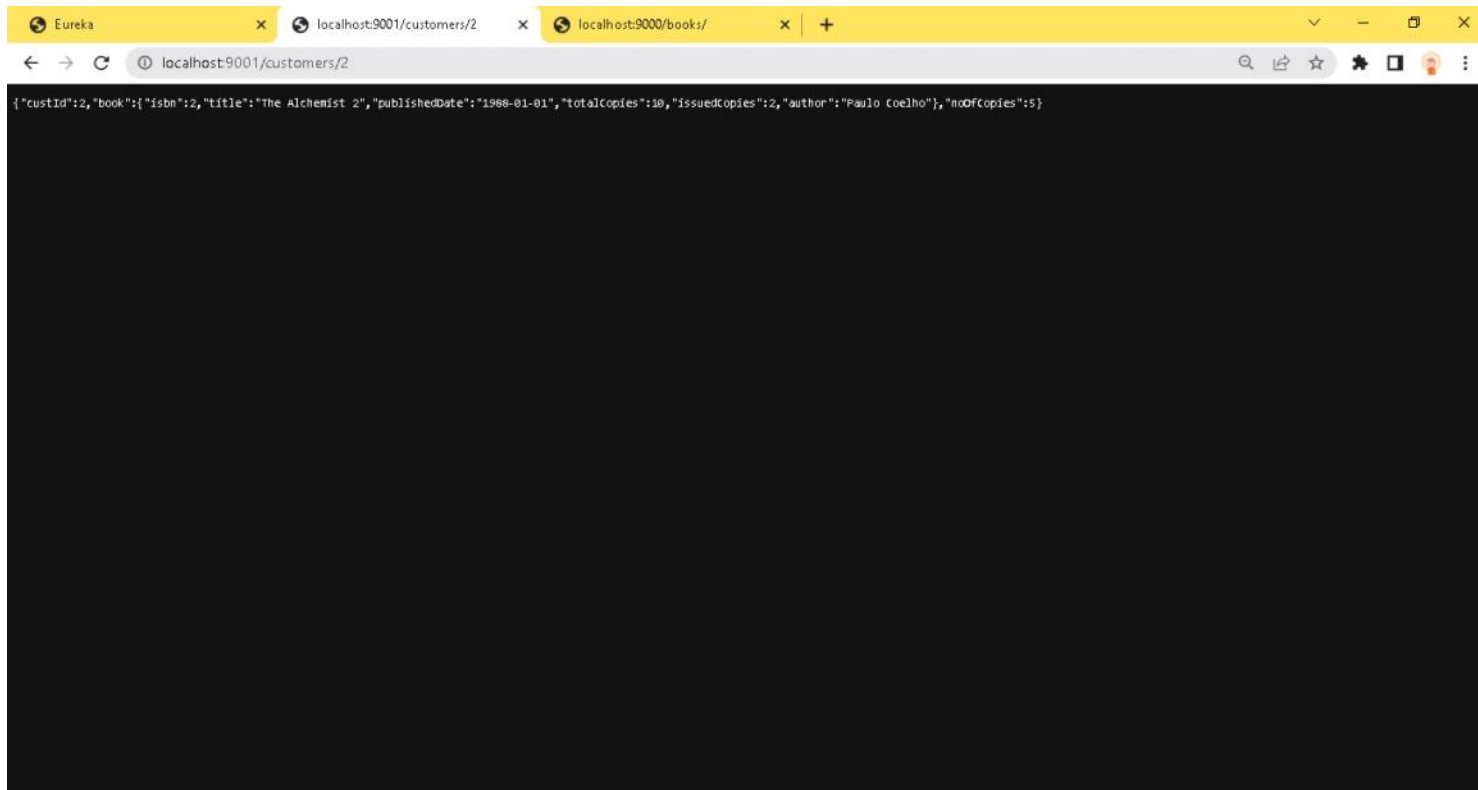 Eureka
localhost:9001/customers/2
localhost:9000/books/
localhost:9001/customers/2
{"custId":2,"book":{"isbn":2,"title":"The Alchemist 2","publishedDate":"1988-01-01","totalCopies":10,"issuedCopies":2,"author":"Paulo Coelho"},"noOfCopies":5}